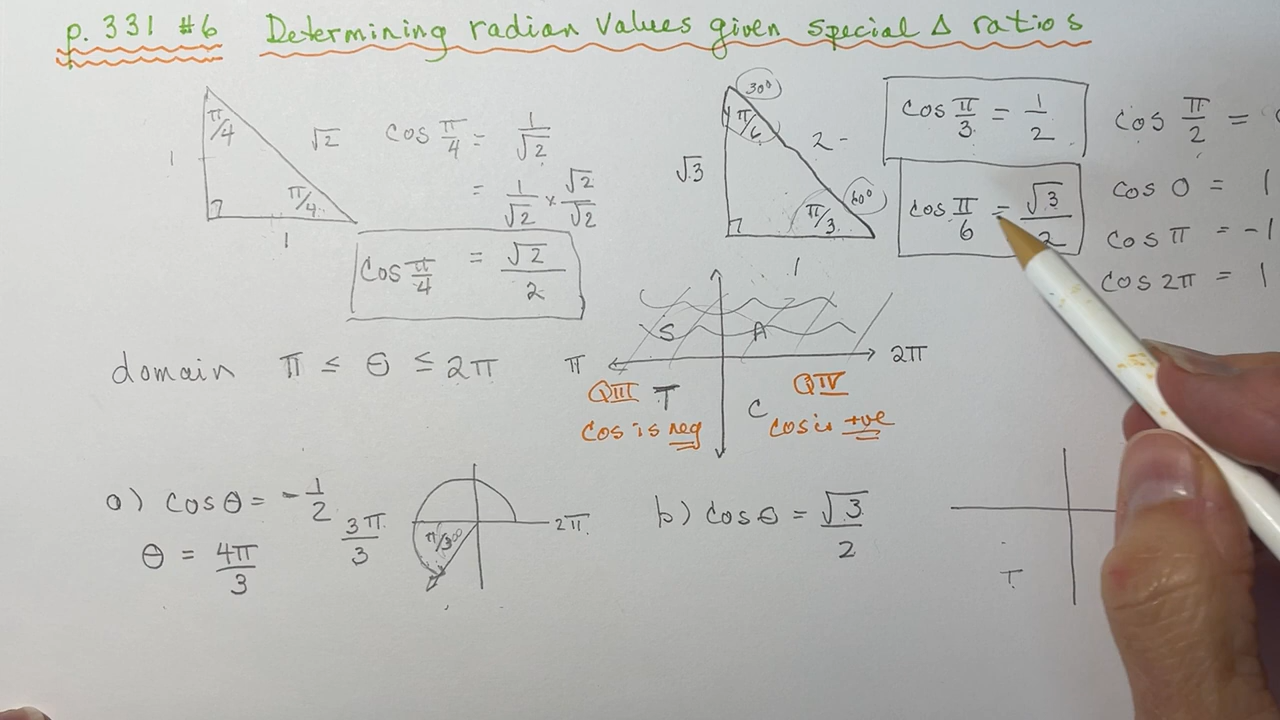 p. 331 #6 Determining radian values given special Δ ratios
π/4
1
√2
π/4
1
cos π/4 = 1/√2
= 1/√2 × √2/√2
cos π/4 = √2/2
30°
π/6
√3
2
60°
π/3
1
cos π/3 = 1/2
cos π/6 = √3/2
cos π/2 =
cos 0 = 1
cos π = -1
cos 2π = 1
domain π ≤ θ ≤ 2π
S A
π 2π
QIII T
cos is neg
QIV
C
cos is +ve
a) cos θ = -1/2
θ = 4π/3
3π/3
π/3
2π
b) cos θ = √3/2
T